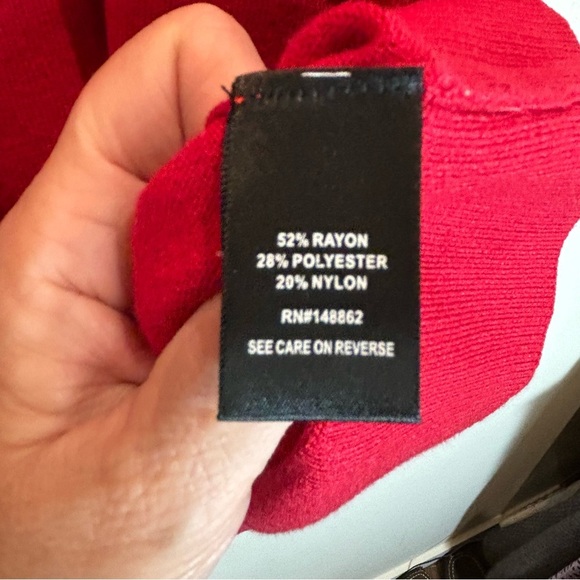 52% RAYON
28% POLYESTER
20% NYLON
RN#148862
SEE CARE ON REVERSE